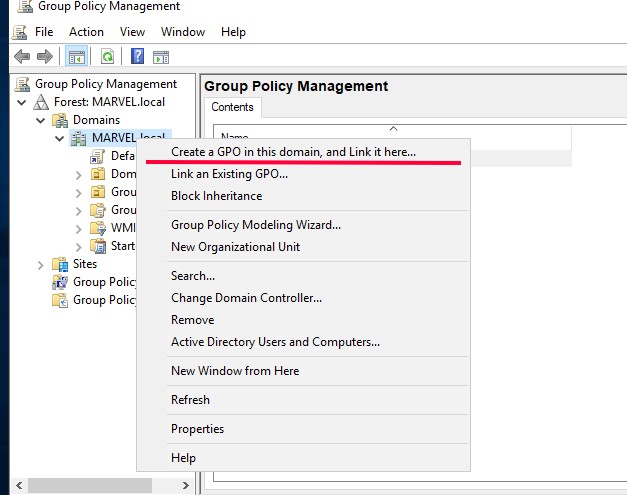 Group Policy Management
File Action View Window Help
Group Policy Management
Forest: MARVEL.local
Domains
MARVEL.local
Defa
Dom
Grou
Grou
WMI
Start
Sites
Group Policy
Group Policy
Group Policy Management
Contents
Name
Create a GPO in this domain, and Link it here...
Link an Existing GPO...
Block Inheritance
Group Policy Modeling Wizard...
New Organizational Unit
Search...
Change Domain Controller...
Remove
Active Directory Users and Computers...
New Window from Here
Refresh
Properties
Help